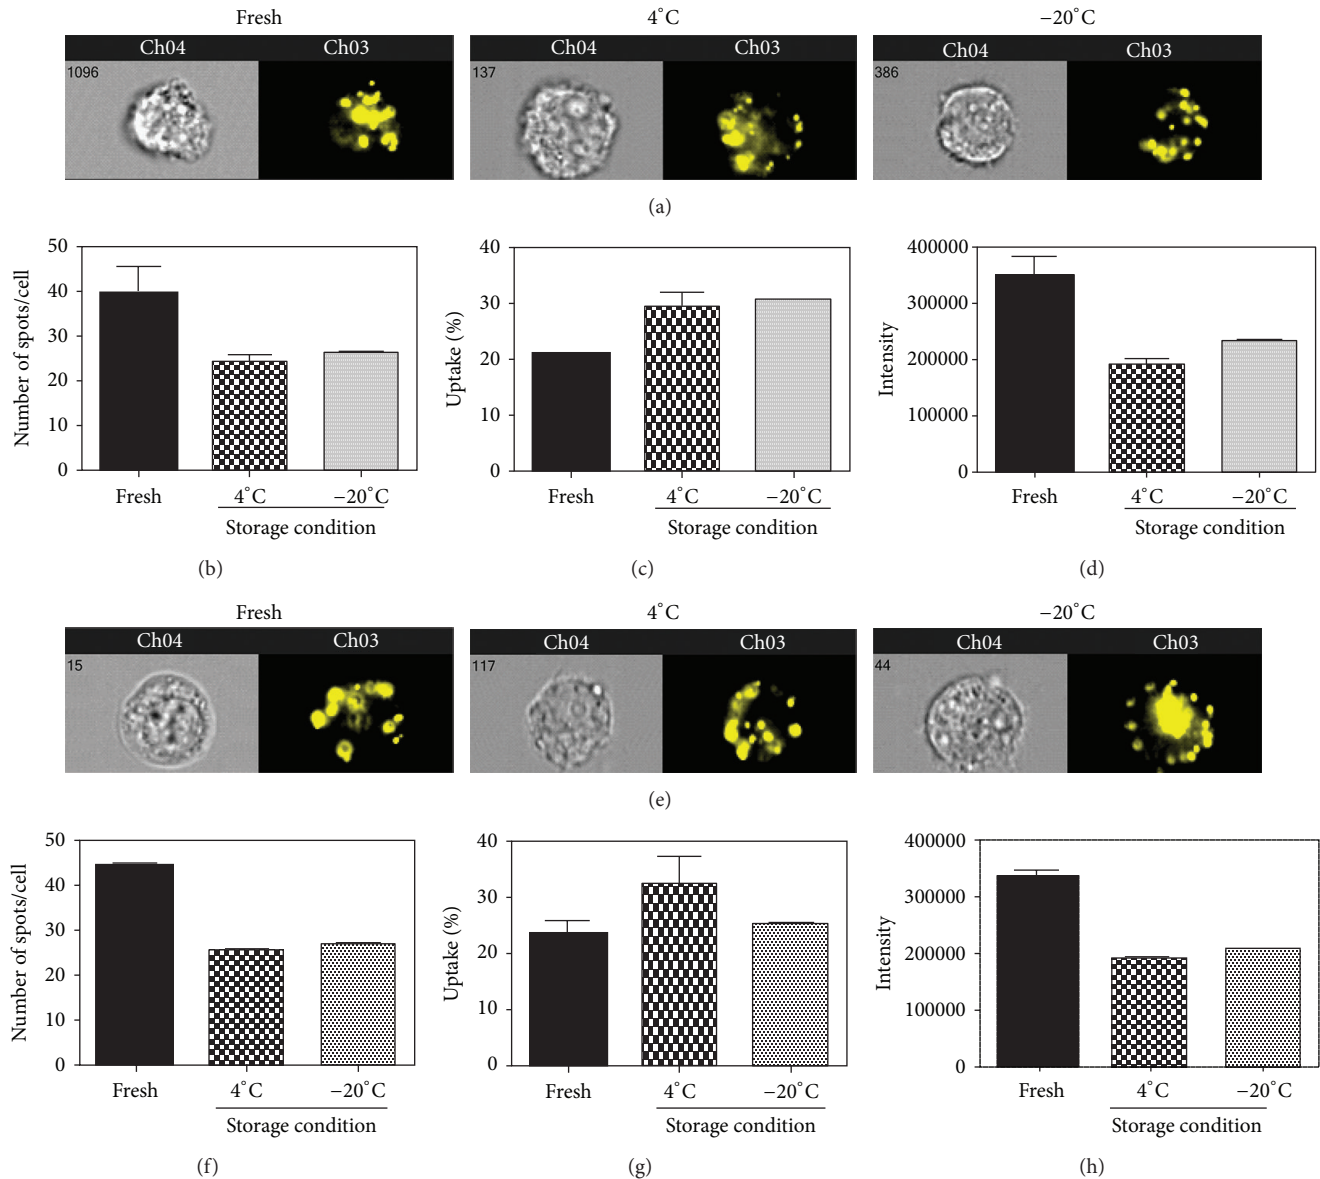 Fresh
4°C
−20°C
Ch04 Ch03
Ch04 Ch03
Ch04 Ch03
1096
137
386
(a)
50
40
30
20
10
0
Number of spots/cell
Fresh 4°C −20°C
Storage condition
(b)
40
30
20
10
0
Uptake (%)
Fresh 4°C −20°C
Storage condition
(c)
400000
300000
200000
100000
0
Intensity
Fresh 4°C −20°C
Storage condition
(d)
Fresh
4°C
−20°C
Ch04 Ch03
Ch04 Ch03
Ch04 Ch03
15
117
44
(e)
50
40
30
20
10
0
Number of spots/cell
Fresh 4°C −20°C
Storage condition
(f)
40
30
20
10
0
Uptake (%)
Fresh 4°C −20°C
Storage condition
(g)
400000
300000
200000
100000
0
Intensity
Fresh 4°C −20°C
Storage condition
(h)